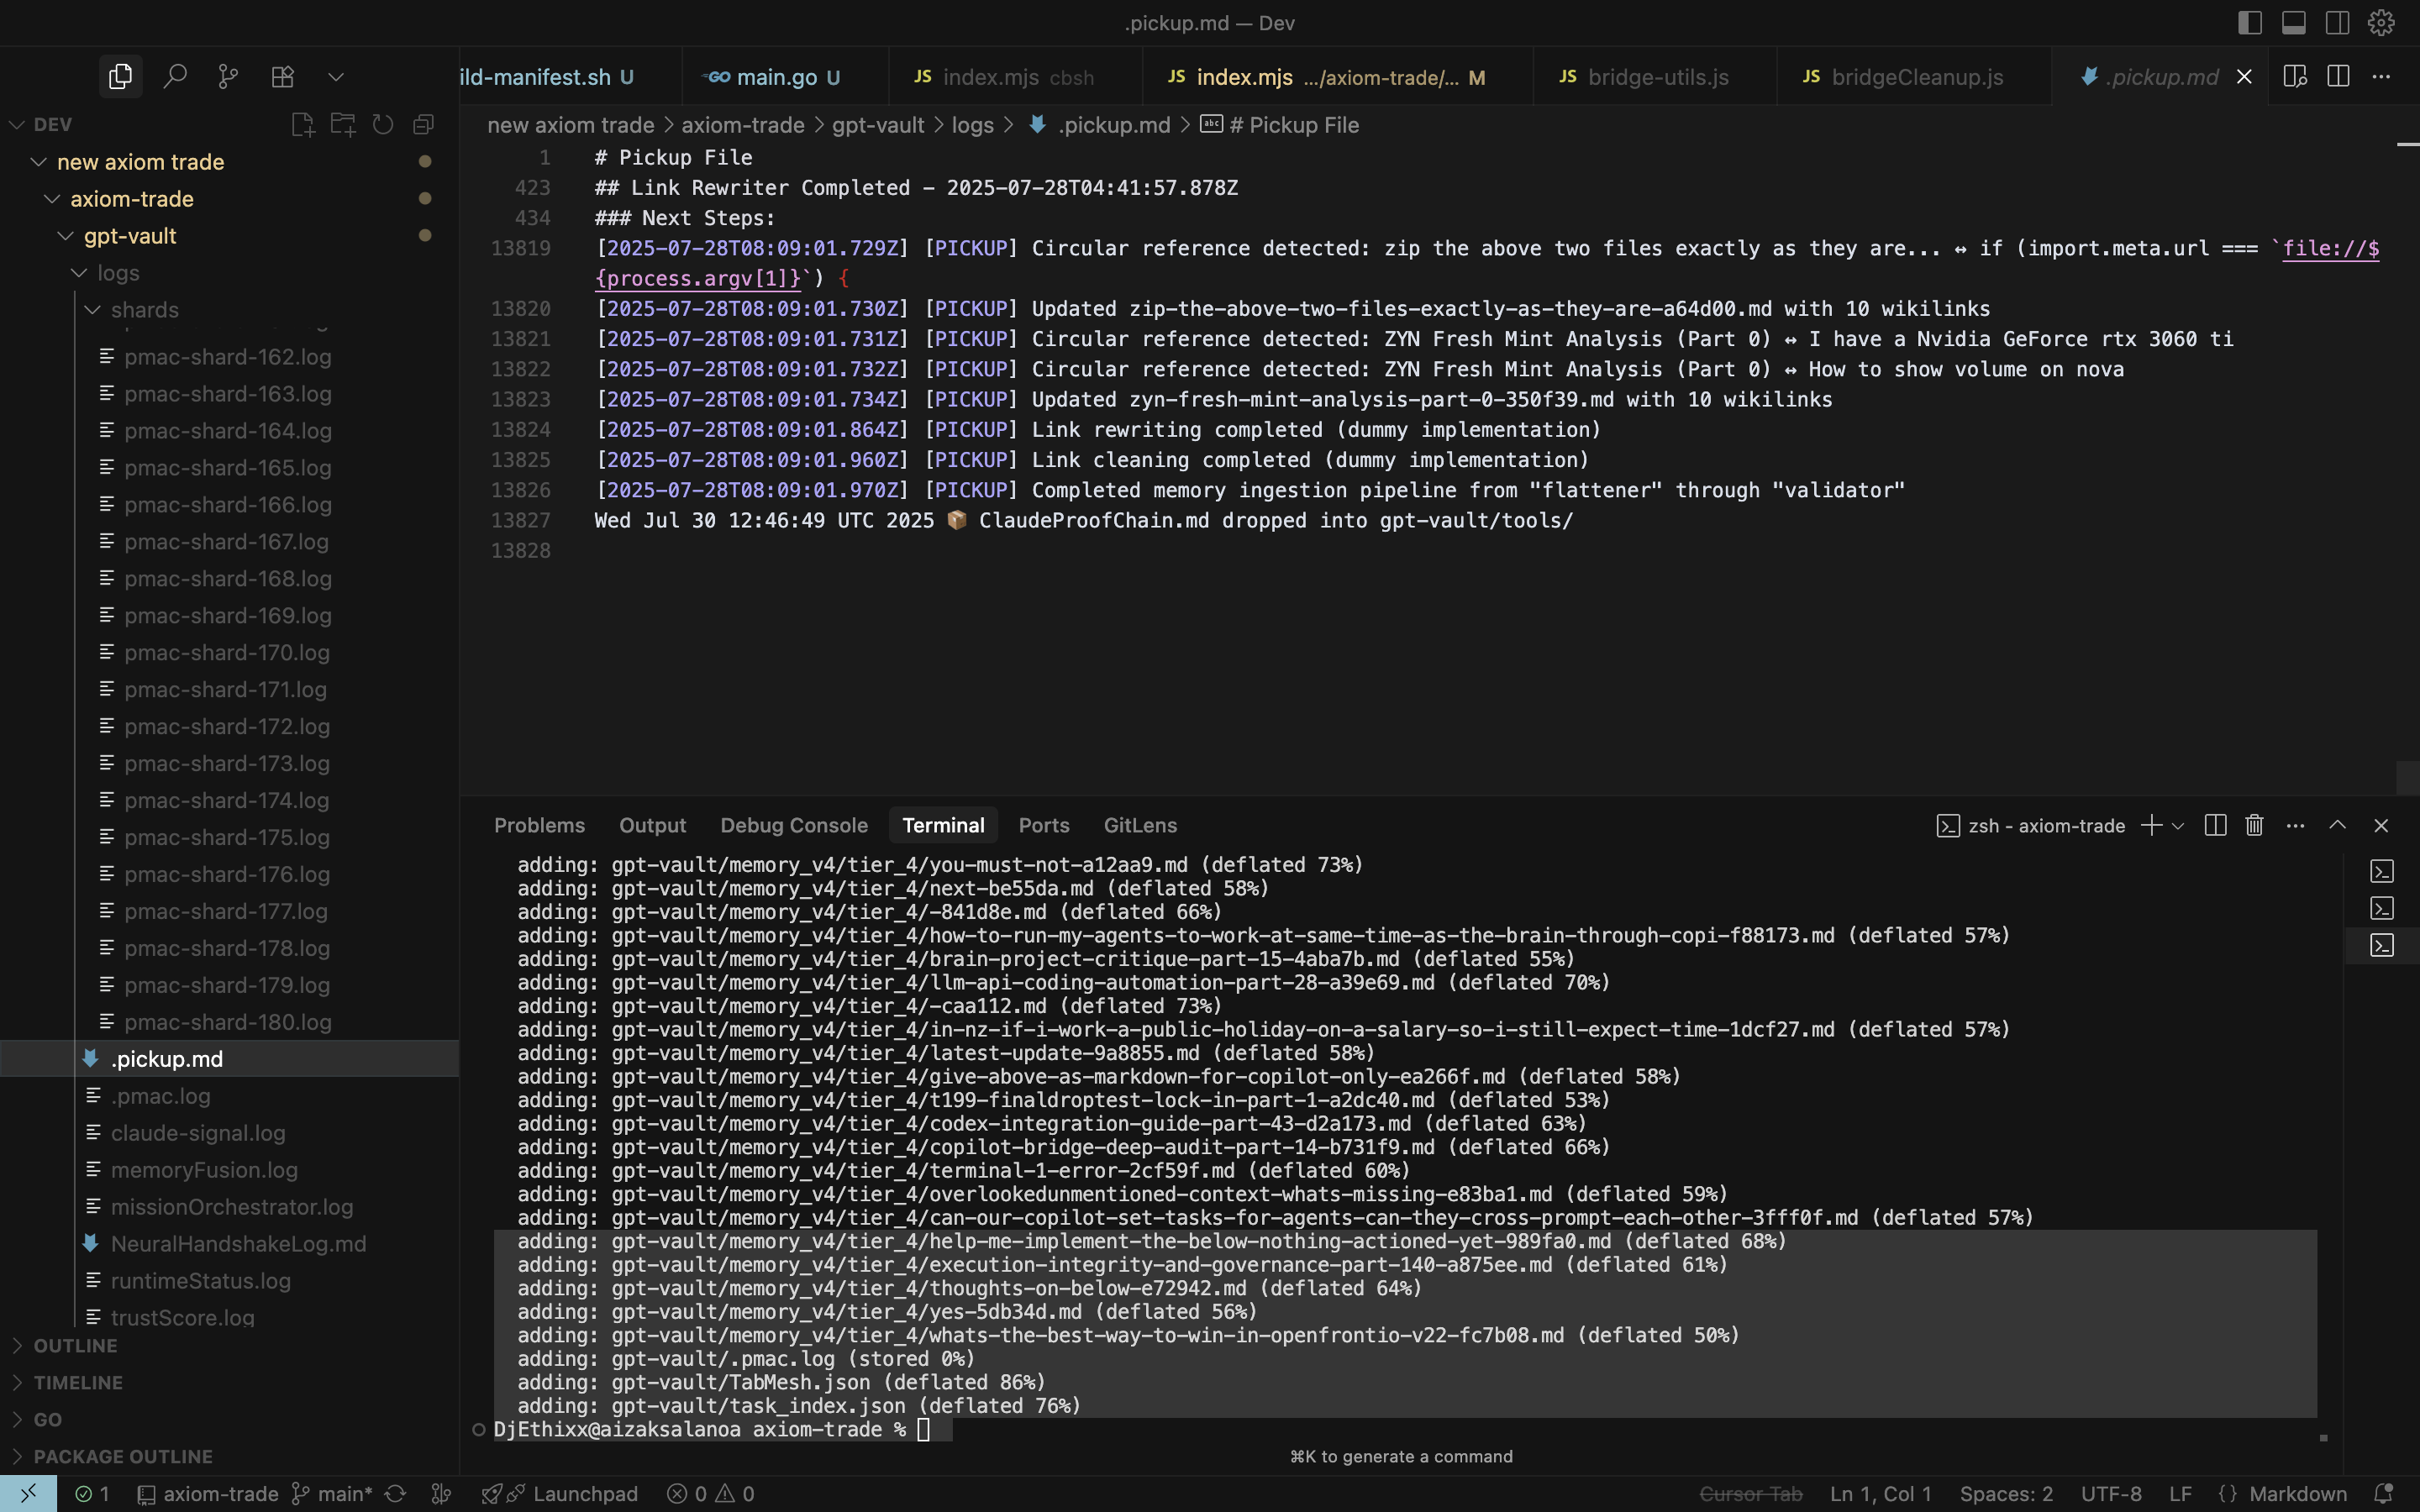 .pickup.md — Dev
ild-manifest.sh U
GO main.go U
JS index.mjs cbsh
JS index.mjs .../axiom-trade/... M
JS bridge-utils.js
JS bridgeCleanup.js
.pickup.md
DEV
new axiom trade
axiom-trade
gpt-vault
logs
shards
pmac-shard-162.log
pmac-shard-163.log
pmac-shard-164.log
pmac-shard-165.log
pmac-shard-166.log
pmac-shard-167.log
pmac-shard-168.log
pmac-shard-169.log
pmac-shard-170.log
pmac-shard-171.log
pmac-shard-172.log
pmac-shard-173.log
pmac-shard-174.log
pmac-shard-175.log
pmac-shard-176.log
pmac-shard-177.log
pmac-shard-178.log
pmac-shard-179.log
pmac-shard-180.log
.pickup.md
.pmac.log
claude-signal.log
memoryFusion.log
missionOrchestrator.log
NeuralHandshakeLog.md
runtimeStatus.log
trustScore.log
OUTLINE
TIMELINE
GO
PACKAGE OUTLINE
new axiom trade > axiom-trade > gpt-vault > logs > .pickup.md > abc # Pickup File
1 # Pickup File
423 ## Link Rewriter Completed - 2025-07-28T04:41:57.878Z
434 ### Next Steps:
13819 [2025-07-28T08:09:01.729Z] [PICKUP] Circular reference detected: zip the above two files exactly as they are... ↔ if (import.meta.url === `file://$
{process.argv[1]}`) {
13820 [2025-07-28T08:09:01.730Z] [PICKUP] Updated zip-the-above-two-files-exactly-as-they-are-a64d00.md with 10 wikilinks
13821 [2025-07-28T08:09:01.731Z] [PICKUP] Circular reference detected: ZYN Fresh Mint Analysis (Part 0) ↔ I have a Nvidia GeForce rtx 3060 ti
13822 [2025-07-28T08:09:01.732Z] [PICKUP] Circular reference detected: ZYN Fresh Mint Analysis (Part 0) ↔ How to show volume on nova
13823 [2025-07-28T08:09:01.734Z] [PICKUP] Updated zyn-fresh-mint-analysis-part-0-350f39.md with 10 wikilinks
13824 [2025-07-28T08:09:01.864Z] [PICKUP] Link rewriting completed (dummy implementation)
13825 [2025-07-28T08:09:01.960Z] [PICKUP] Link cleaning completed (dummy implementation)
13826 [2025-07-28T08:09:01.970Z] [PICKUP] Completed memory ingestion pipeline from "flattener" through "validator"
13827 Wed Jul 30 12:46:49 UTC 2025 📦 ClaudeProofChain.md dropped into gpt-vault/tools/
13828
Problems Output Debug Console Terminal Ports GitLens
zsh - axiom-trade
adding: gpt-vault/memory_v4/tier_4/you-must-not-a12aa9.md (deflated 73%)
adding: gpt-vault/memory_v4/tier_4/next-be55da.md (deflated 58%)
adding: gpt-vault/memory_v4/tier_4/-841d8e.md (deflated 66%)
adding: gpt-vault/memory_v4/tier_4/how-to-run-my-agents-to-work-at-same-time-as-the-brain-through-copi-f88173.md (deflated 57%)
adding: gpt-vault/memory_v4/tier_4/brain-project-critique-part-15-4aba7b.md (deflated 55%)
adding: gpt-vault/memory_v4/tier_4/llm-api-coding-automation-part-28-a39e69.md (deflated 70%)
adding: gpt-vault/memory_v4/tier_4/-caa112.md (deflated 73%)
adding: gpt-vault/memory_v4/tier_4/in-nz-if-i-work-a-public-holiday-on-a-salary-so-i-still-expect-time-1dcf27.md (deflated 57%)
adding: gpt-vault/memory_v4/tier_4/latest-update-9a8855.md (deflated 58%)
adding: gpt-vault/memory_v4/tier_4/give-above-as-markdown-for-copilot-only-ea266f.md (deflated 58%)
adding: gpt-vault/memory_v4/tier_4/t199-finaldroptest-lock-in-part-1-a2dc40.md (deflated 53%)
adding: gpt-vault/memory_v4/tier_4/codex-integration-guide-part-43-d2a173.md (deflated 63%)
adding: gpt-vault/memory_v4/tier_4/copilot-bridge-deep-audit-part-14-b731f9.md (deflated 66%)
adding: gpt-vault/memory_v4/tier_4/terminal-1-error-2cf59f.md (deflated 60%)
adding: gpt-vault/memory_v4/tier_4/overlookedunmentioned-context-whats-missing-e83ba1.md (deflated 59%)
adding: gpt-vault/memory_v4/tier_4/can-our-copilot-set-tasks-for-agents-can-they-cross-prompt-each-other-3fff0f.md (deflated 57%)
adding: gpt-vault/memory_v4/tier_4/help-me-implement-the-below-nothing-actioned-yet-989fa0.md (deflated 68%)
adding: gpt-vault/memory_v4/tier_4/execution-integrity-and-governance-part-140-a875ee.md (deflated 61%)
adding: gpt-vault/memory_v4/tier_4/thoughts-on-below-e72942.md (deflated 64%)
adding: gpt-vault/memory_v4/tier_4/yes-5db34d.md (deflated 56%)
adding: gpt-vault/memory_v4/tier_4/whats-the-best-way-to-win-in-openfrontio-v22-fc7b08.md (deflated 50%)
adding: gpt-vault/.pmac.log (stored 0%)
adding: gpt-vault/TabMesh.json (deflated 86%)
adding: gpt-vault/task_index.json (deflated 76%)
DjEthixx@aizaksalanoa axiom-trade %
⌘K to generate a command
1 axiom-trade main* Launchpad 0 0
Cursor Tab Ln 1, Col 1 Spaces: 2 UTF-8 LF {} Markdown